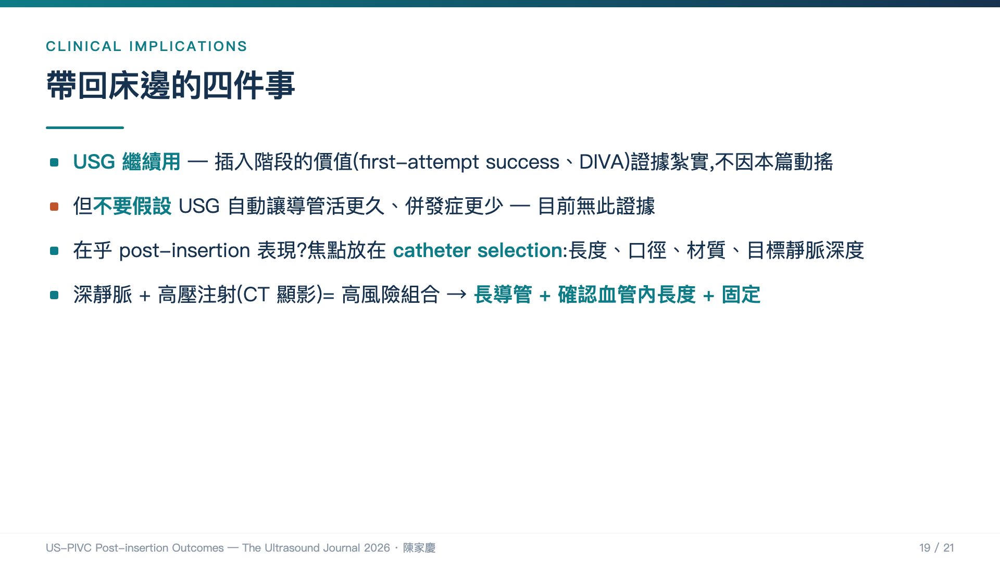 CLINICAL IMPLICATIONS
帶回床邊的四件事
USG 繼續用 — 插入階段的價值(first–attempt success、DIVA)證據紮實,不因本篇動搖
但不要假設 USG 自動讓導管活更久、併發症更少 — 目前無此證據
在乎 post–insertion 表現?焦點放在 catheter selection:長度、口徑、材質、目標靜脈深度
深靜脈 + 高壓注射(CT 顯影)= 高風險組合 → 長導管 + 確認血管內長度 + 固定
US–PIVC Post–insertion Outcomes — The Ultrasound Journal 2026 · 陳家慶
19 / 21